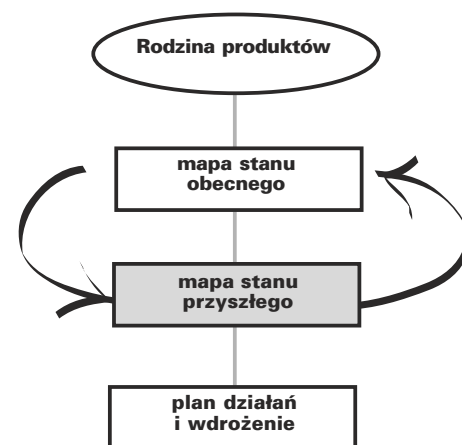 Rodzina produktów
mapa stanu
obecnego
mapa stanu
przyszłego
plan działań
i wdrożenie